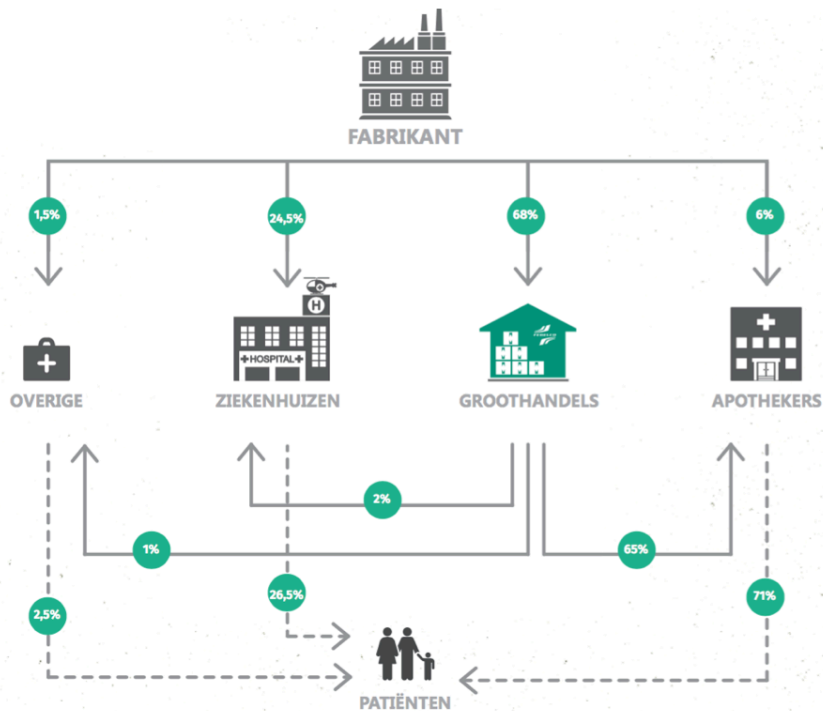 FABRIKANT
1,5%
24,5%
68%
6%
H
+HOSPITAL+
OVERIGE
ZIEKENHUIZEN
GROOTHANDELS
APOTHEKERS
2%
1%
65%
2,5%
26,5%
71%
PATIËNTEN